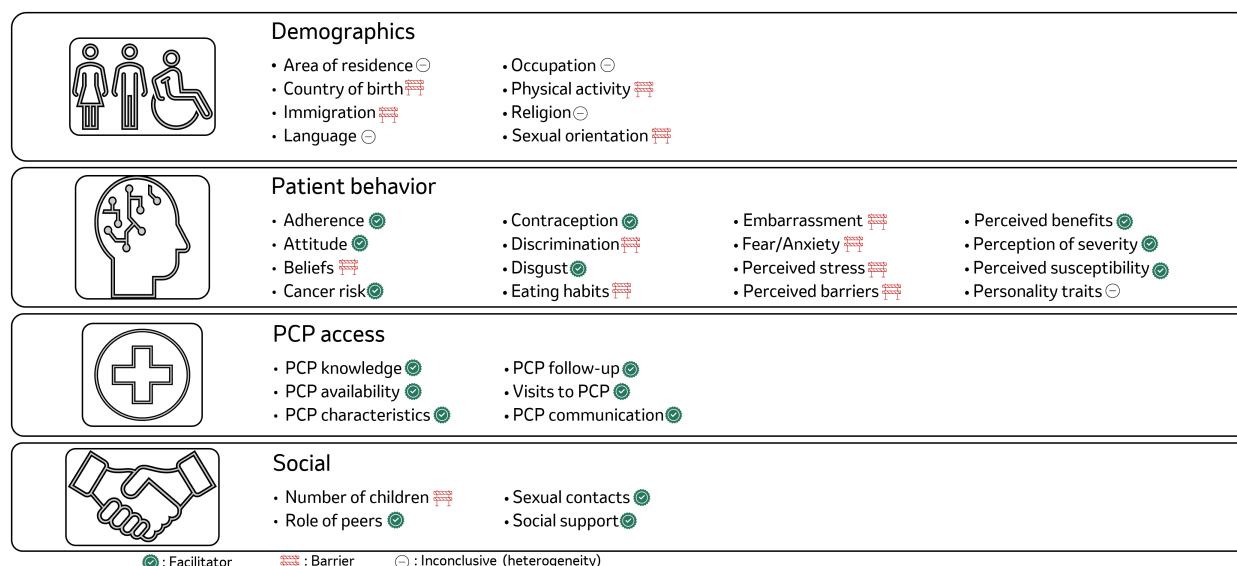 Demographics
• Area of residence
• Country of birth
• Immigration
• Language
• Occupation
• Physical activity
• Religion
• Sexual orientation
Patient behavior
• Adherence
• Attitude
• Beliefs
• Cancer risk
• Contraception
• Discrimination
• Disgust
• Eating habits
• Embarrassment
• Fear/Anxiety
• Perceived stress
• Perceived barriers
• Perceived benefits
• Perception of severity
• Perceived susceptibility
• Personality traits
PCP access
• PCP knowledge
• PCP availability
• PCP characteristics
• PCP follow-up
• Visits to PCP
• PCP communication
Social
• Number of children
• Role of peers
• Sexual contacts
• Social support
: Facilitator : Barrier : Inconclusive (heterogeneity)